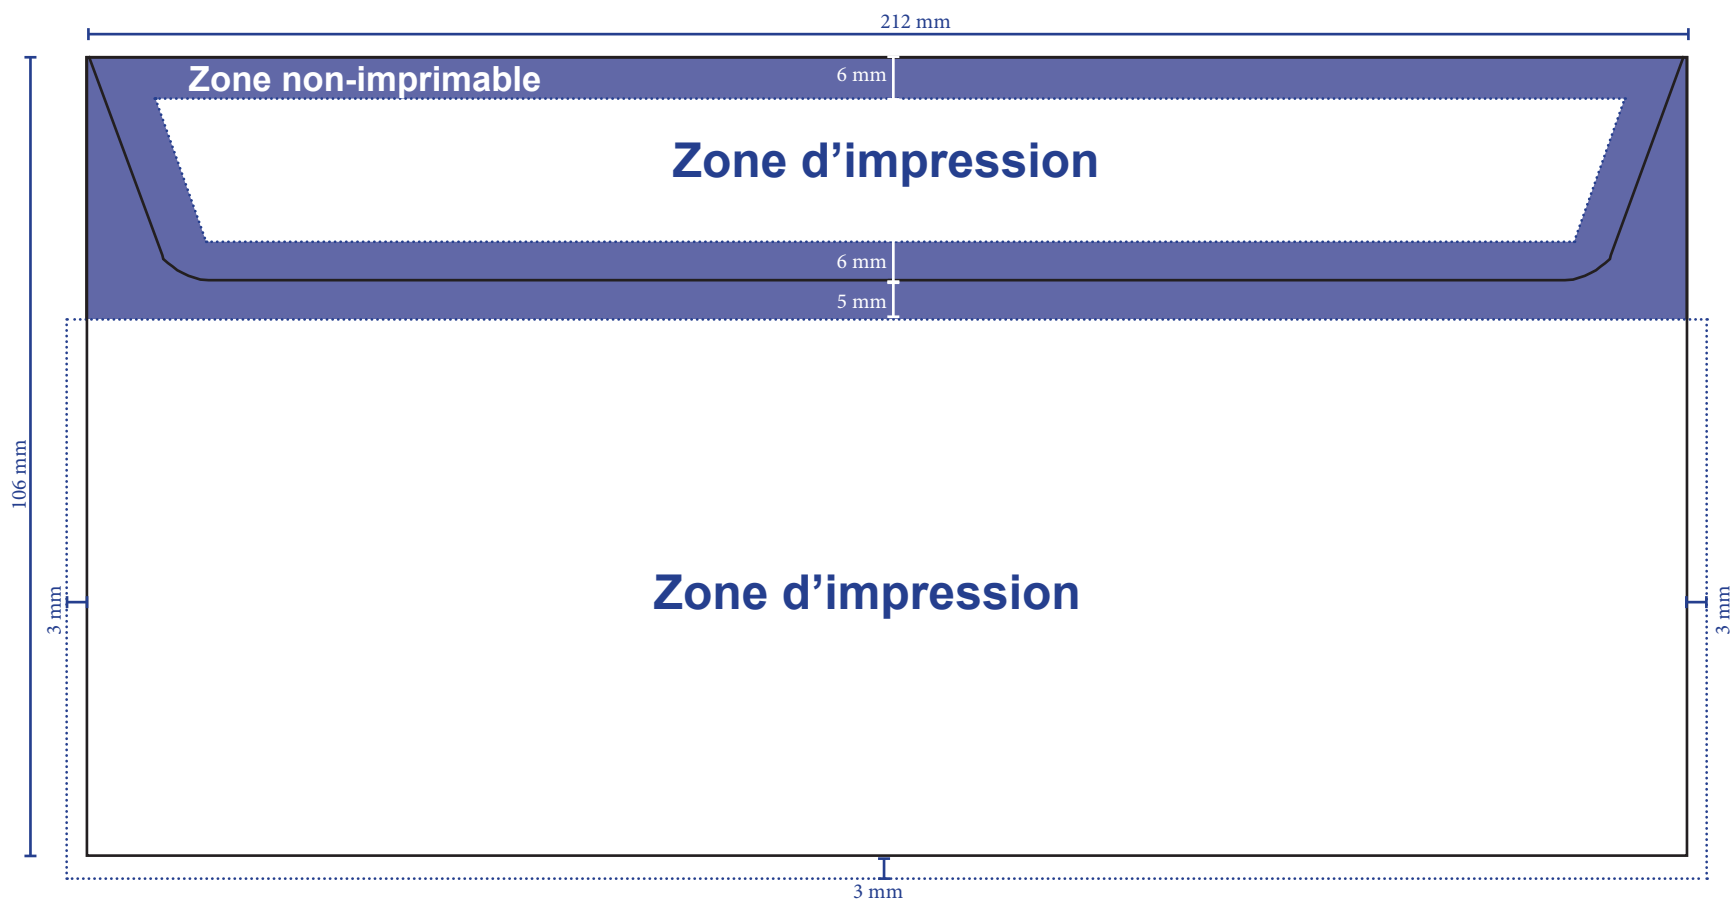 212 mm
Zone non-imprimable
6 mm
Zone d’impression
6 mm
5 mm
106 mm
Zone d’impression
3 mm
3 mm
3 mm